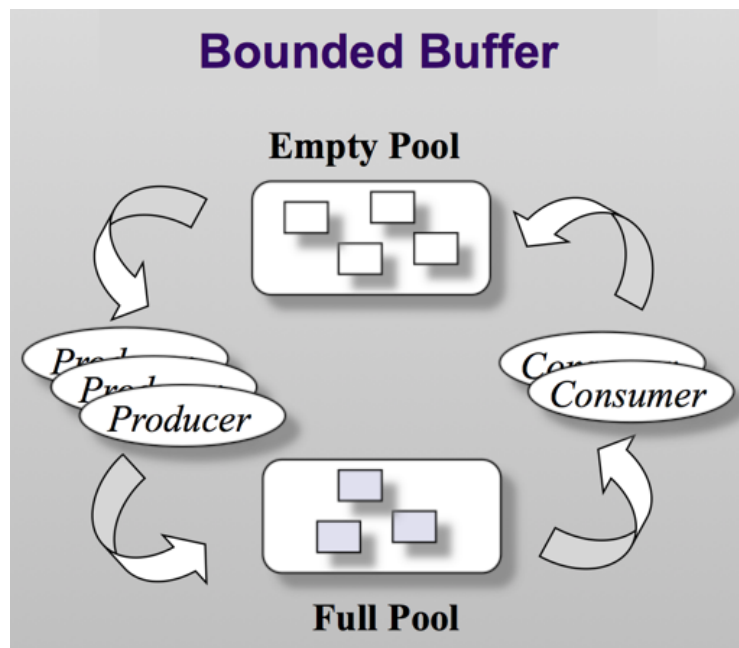 Bounded Buffer
Empty Pool
Producer
Consumer
Full Pool